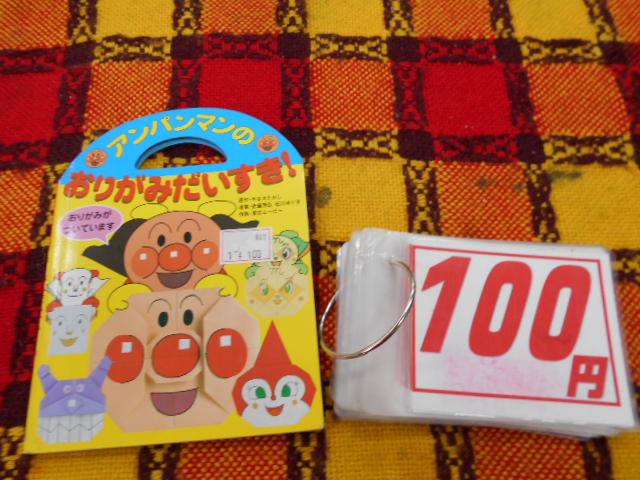 アンパンマンの
おりがみだいすき!
おりがみが
ついています
100
円